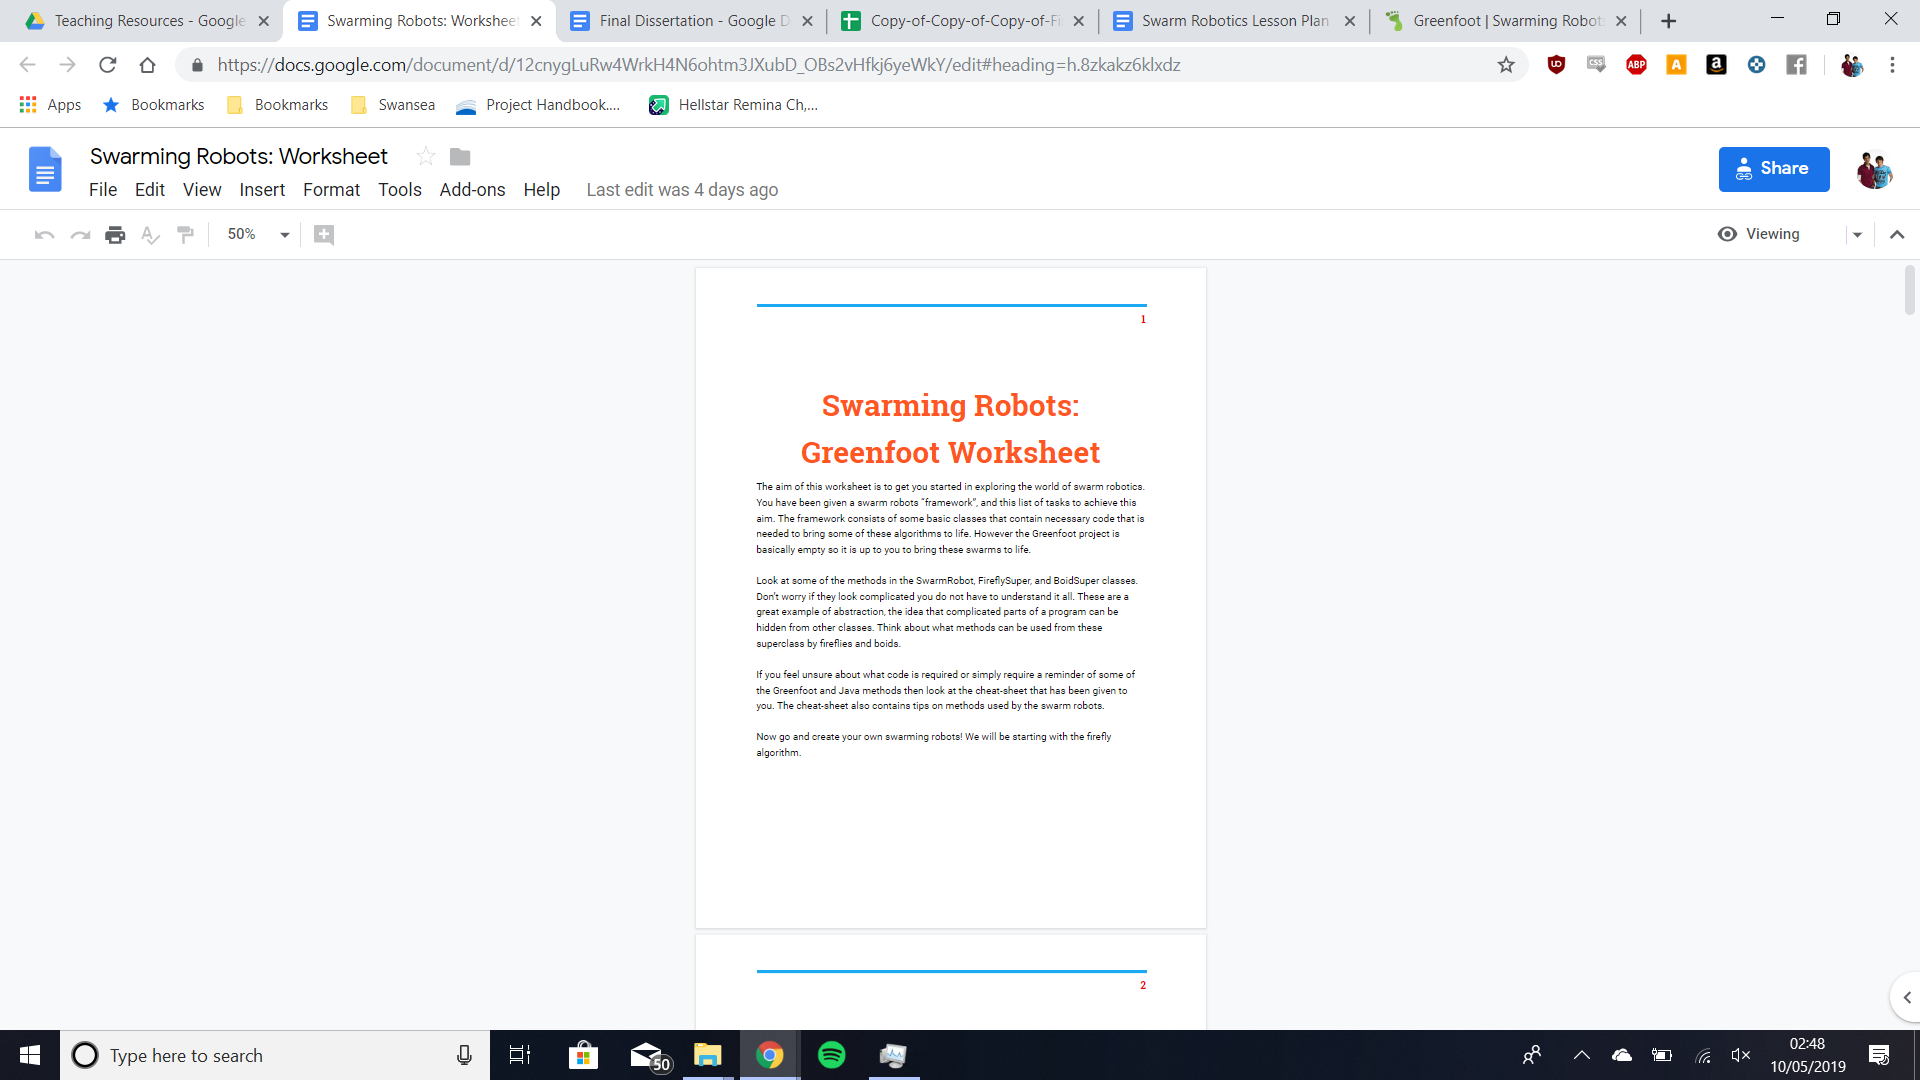 Teaching Resources - Google
Swarming Robots: Worksheet
Final Dissertation - Google D
Copy-of-Copy-of-Copy-of-Fi
Swarm Robotics Lesson Plan
Greenfoot | Swarming Robot
https://docs.google.com/document/d/12cnygLuRw4WrkH4N6ohtm3JXubD_OBs2vHfkj6yeWkY/edit#heading=h.8zkakz6klxdz
CSS
ABP
A
a
Apps
Bookmarks
Bookmarks
Swansea
Project Handbook....
Hellstar Remina Ch,...
Swarming Robots: Worksheet
Share
File Edit View Insert Format Tools Add-ons Help Last edit was 4 days ago
50%
Viewing
1
Swarming Robots:
Greenfoot Worksheet
The aim of this worksheet is to get you started in exploring the world of swarm robotics.
You have been given a swarm robots “framework”, and this list of tasks to achieve this
aim. The framework consists of some basic classes that contain necessary code that is
needed to bring some of these algorithms to life. However the Greenfoot project is
basically empty so it is up to you to bring these swarms to life.
Look at some of the methods in the SwarmRobot, FireflySuper, and BoidSuper classes.
Don’t worry if they look complicated you do not have to understand it all. These are a
great example of abstraction, the idea that complicated parts of a program can be
hidden from other classes. Think about what methods can be used from these
superclass by fireflies and boids.
If you feel unsure about what code is required or simply require a reminder of some of
the Greenfoot and Java methods then look at the cheat-sheet that has been given to
you. The cheat-sheet also contains tips on methods used by the swarm robots.
Now go and create your own swarming robots! We will be starting with the firefly
algorithm.
2
Type here to search
50
02:48
10/05/2019